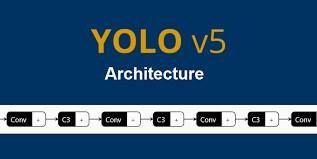 YOLO v5
Architecture
Conv + C3 + Conv + C3 + Conv + C3 + Conv